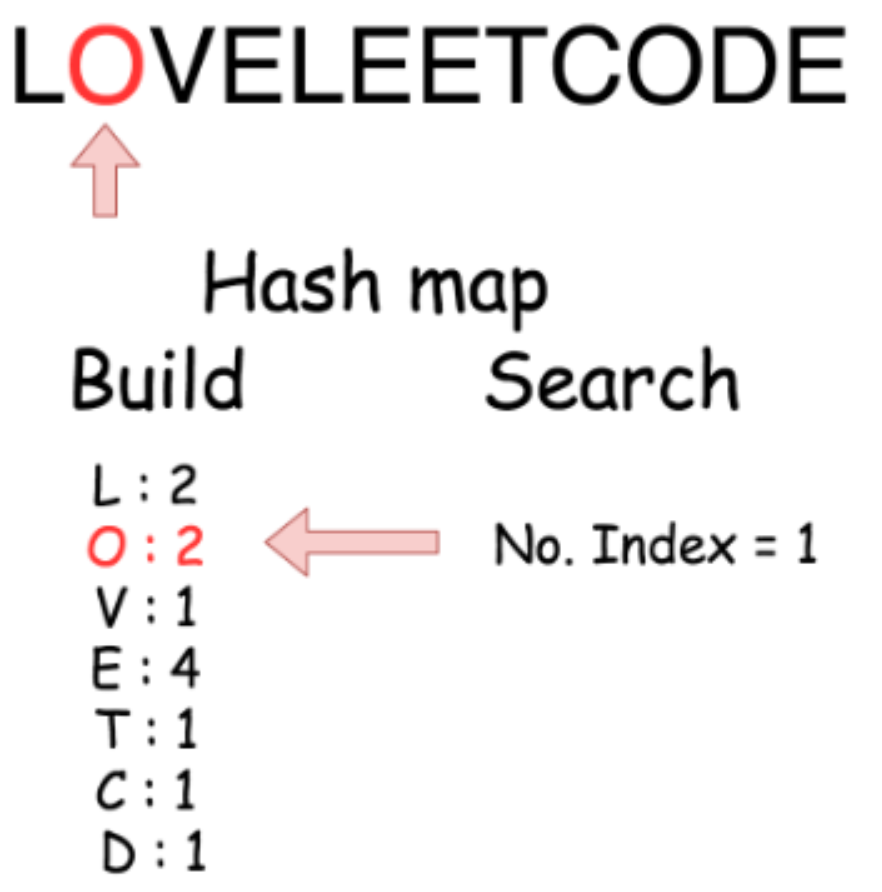 LOVELEETCODE
Hash map
Build Search
L : 2
O : 2 No. Index = 1
V : 1
E : 4
T : 1
C : 1
D : 1